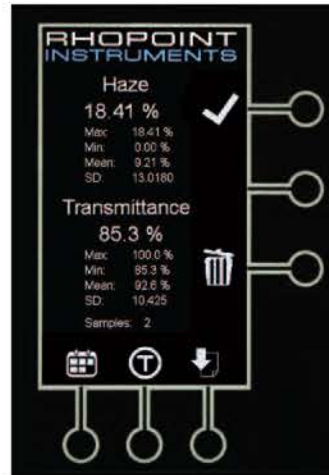 RHOPOINT
INSTRUMENTS
Haze
18.41 %
Max: 18.41 %
Min: 0.00 %
Mean: 9.21 %
SD: 13.0180
Transmittance
85.3 %
Max: 100.0 %
Min: 85.3 %
Mean: 92.6 %
SD: 10.425
Samples: 2
T